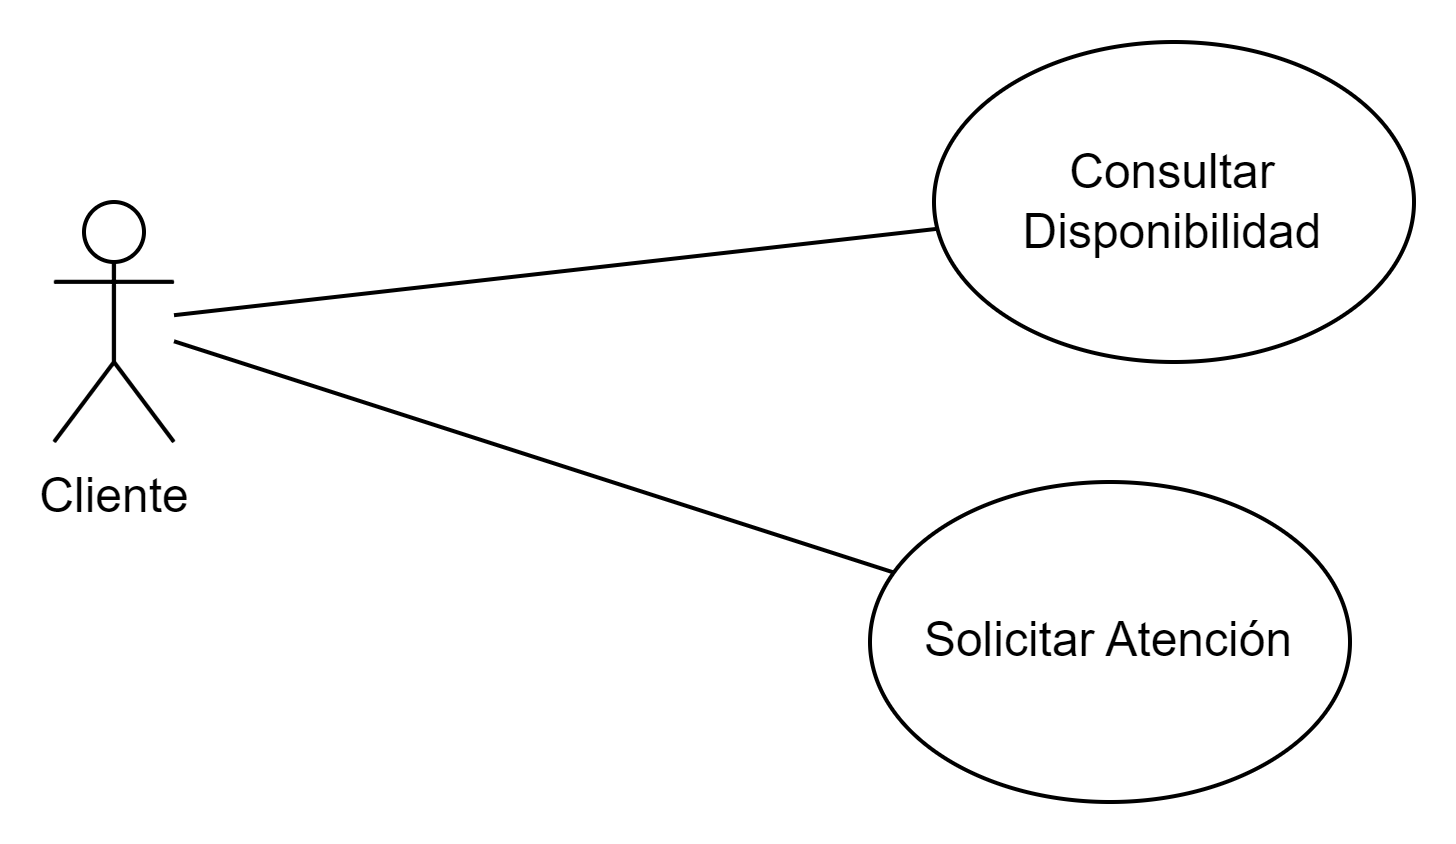 Consultar
Disponibilidad
Cliente
Solicitar Atención